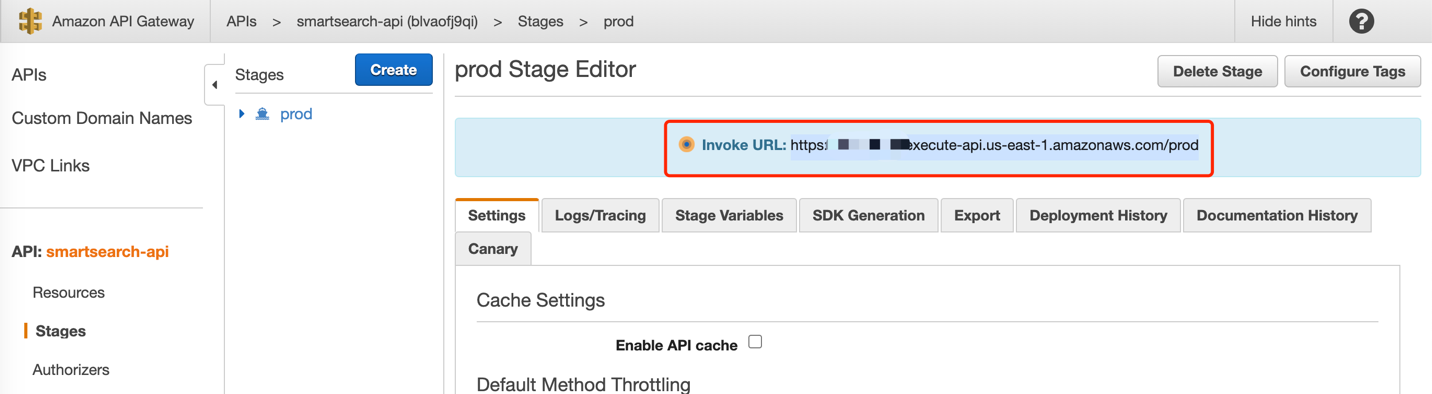 Amazon API Gateway
APIs > smartsearch-api (blvaofj9qi) > Stages > prod
Hide hints
?
APIs
Custom Domain Names
VPC Links
API: smartsearch-api
Resources
Stages
Authorizers
Stages
Create
prod
prod Stage Editor
Delete Stage
Configure Tags
Invoke URL: https: execute-api.us-east-1.amazonaws.com/prod
Settings
Logs/Tracing
Stage Variables
SDK Generation
Export
Deployment History
Documentation History
Canary
Cache Settings
Enable API cache
Default Method Throttling